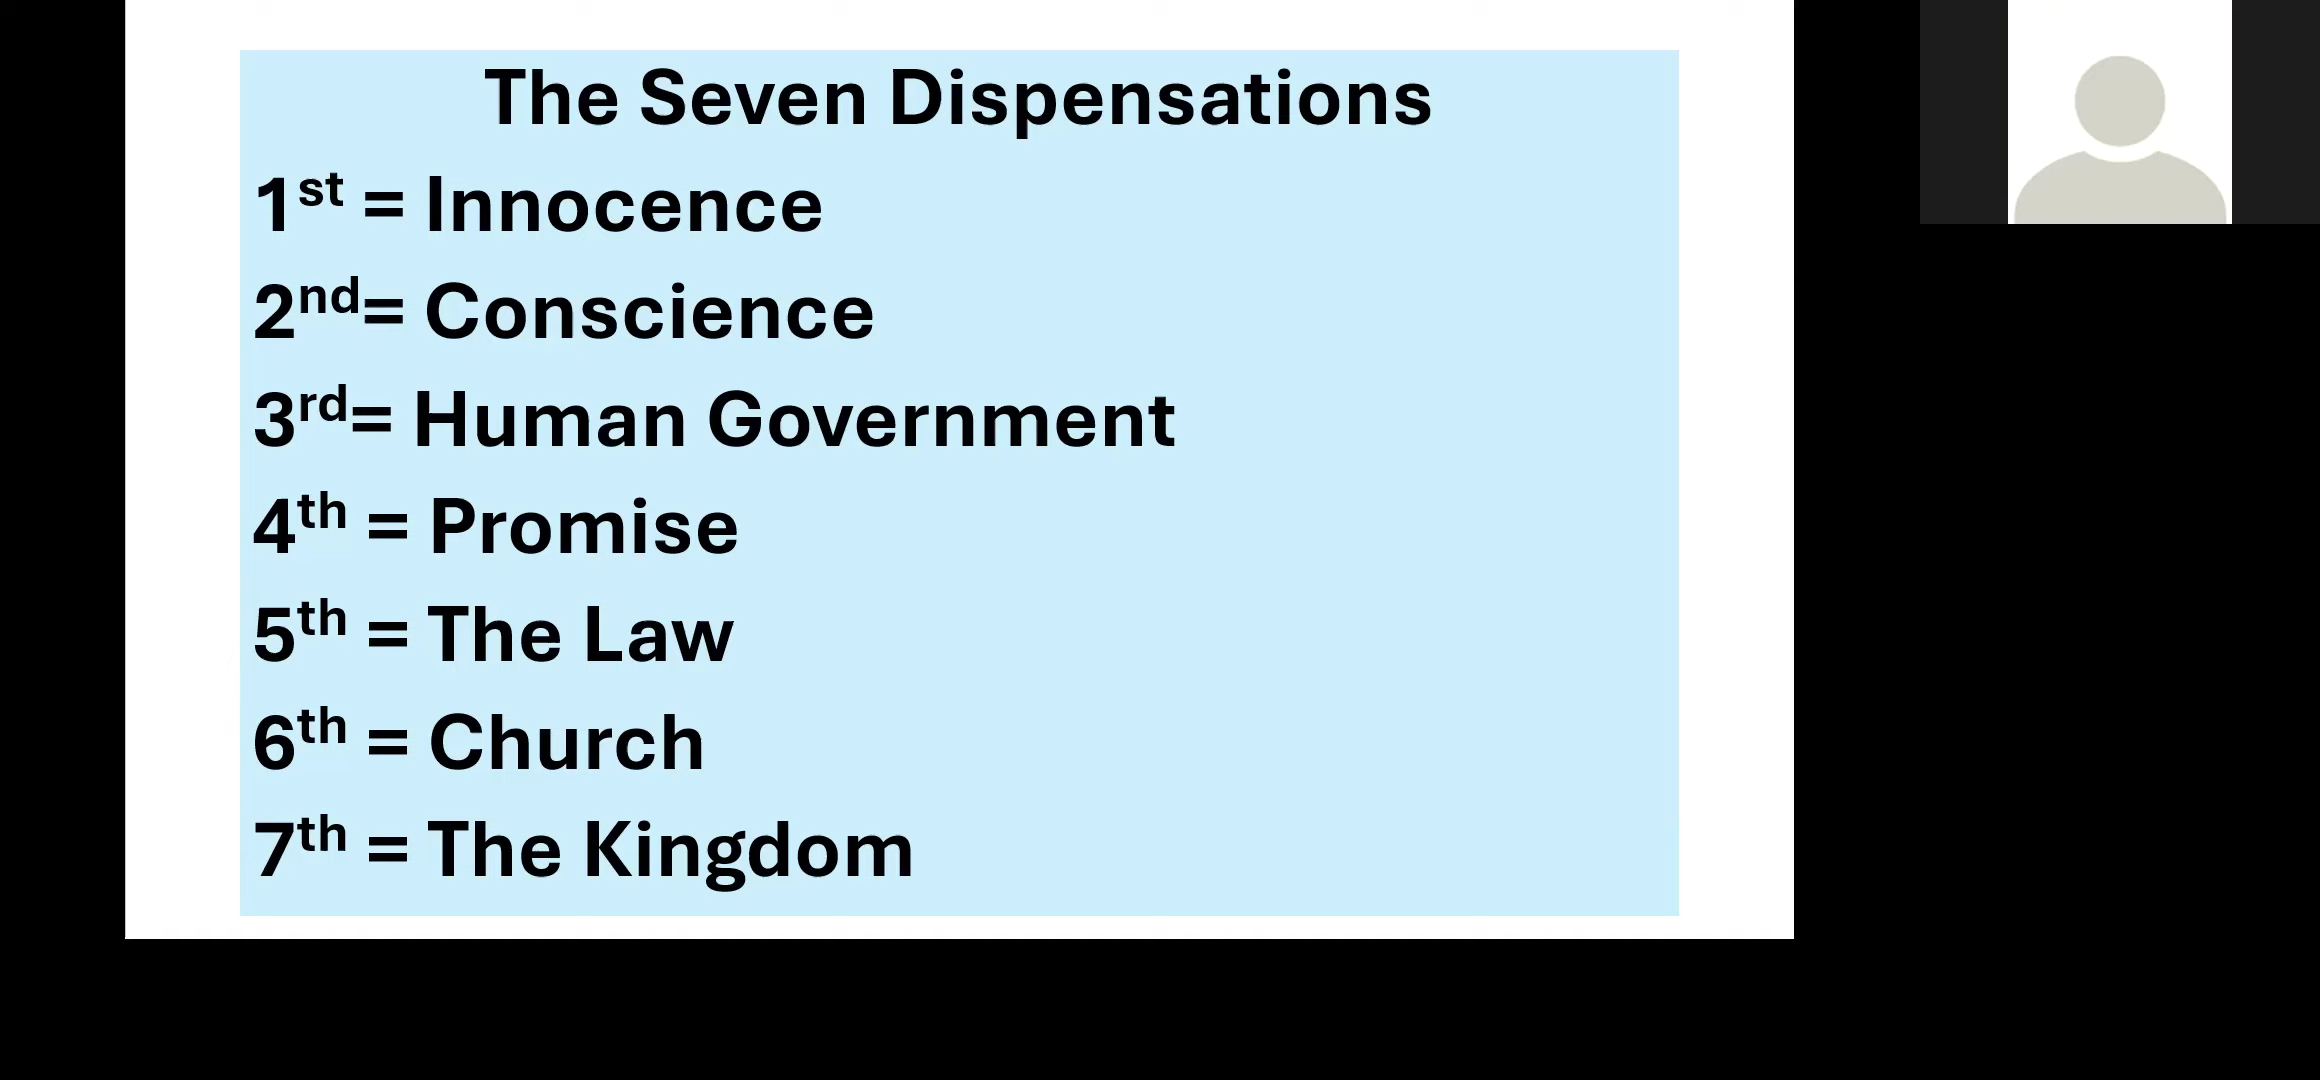 The Seven Dispensations
1st = Innocence
2nd= Conscience
3rd= Human Government
4th = Promise
5th = The Law
6th = Church
7th = The Kingdom